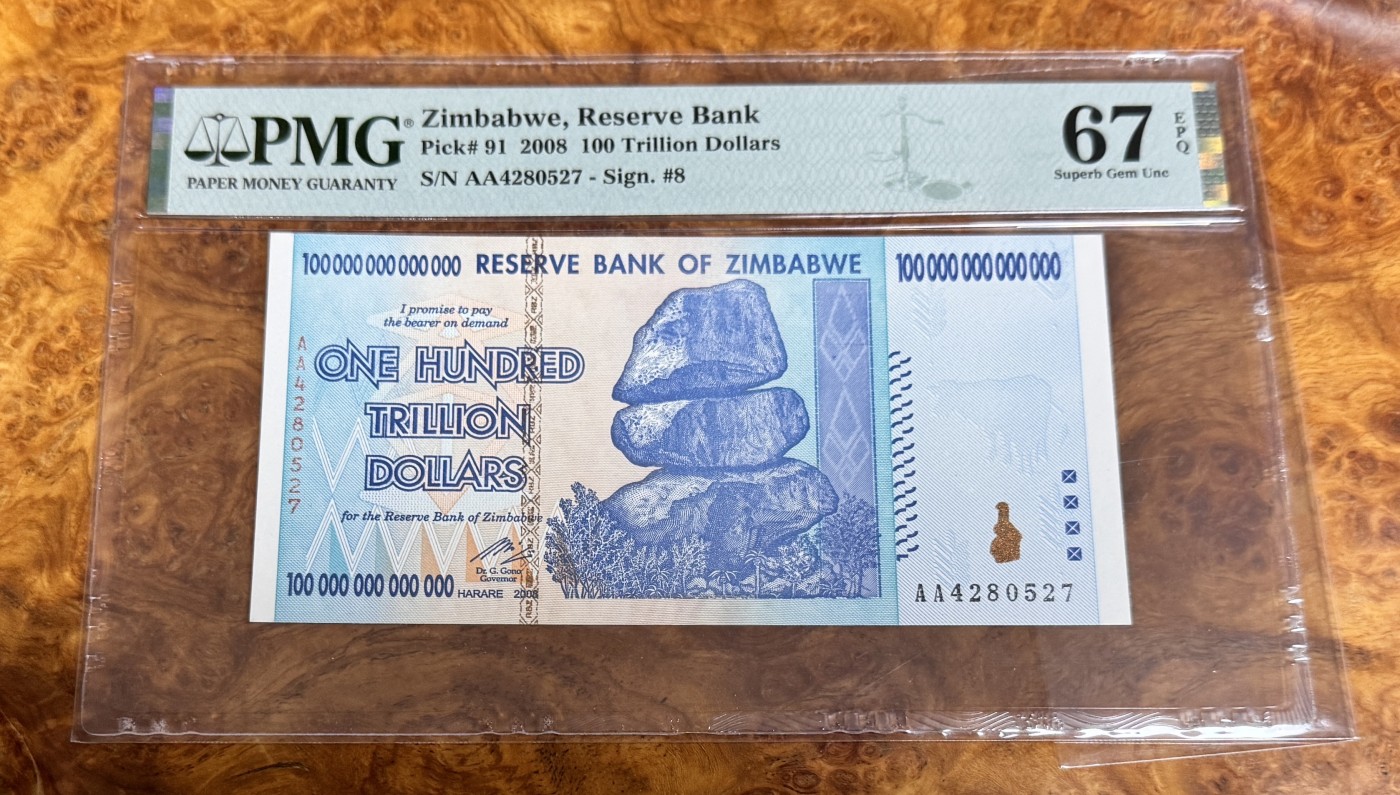 PMG®
PAPER MONEY GUARANTY
Zimbabwe, Reserve Bank
Pick# 91 2008 100 Trillion Dollars
S/N AA4280527 - Sign. #8
67
EPQ
Superb Gem Unc
100 000 000 000 000 RESERVE BANK OF ZIMBABWE 100 000 000 000 000
I promise to pay
the bearer on demand
ONE HUNDRED
TRILLION
DOLLARS
AA4280527
for the Reserve Bank of Zimbabwe
Dr. G. Gono
Governor
100 000 000 000 000 HARARE 2008
AA4280527